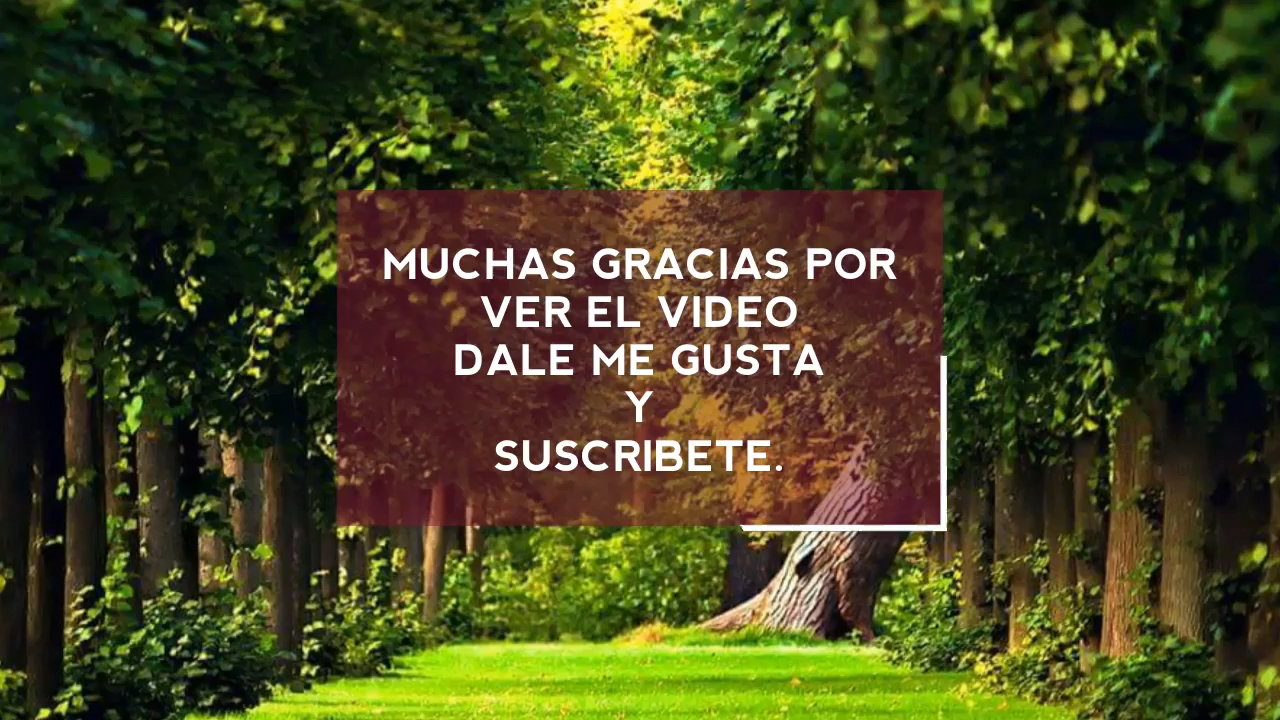 MUCHAS GRACIAS POR
VER EL VIDEO
DALE ME GUSTA
Y
SUSCRIBETE.